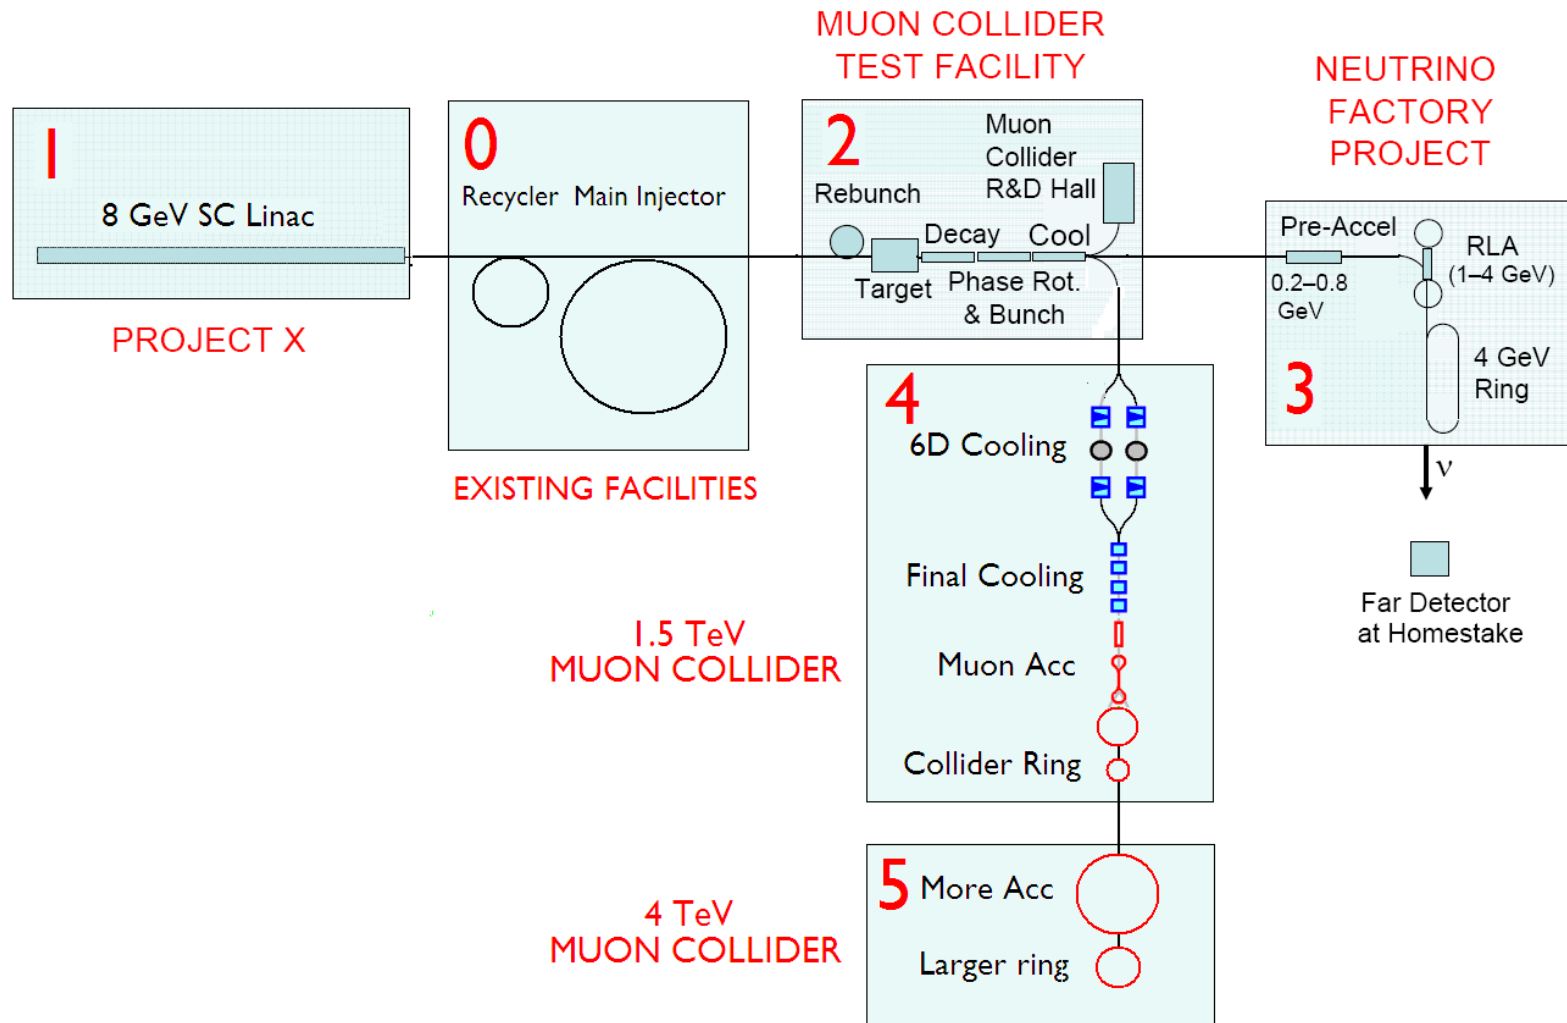 MUON COLLIDER
TEST FACILITY
NEUTRINO
FACTORY
PROJECT
1
8 GeV SC Linac
PROJECT X
0
Recycler Main Injector
EXISTING FACILITIES
2
Muon
Collider
R&D Hall
Rebunch
Decay
Cool
Target
Phase Rot.
& Bunch
Pre-Accel
RLA
(1–4 GeV)
0.2–0.8
GeV
3
4 GeV
Ring
ν
Far Detector
at Homestake
4
6D Cooling
Final Cooling
1.5 TeV
MUON COLLIDER
Muon Acc
Collider Ring
5
More Acc
4 TeV
MUON COLLIDER
Larger ring